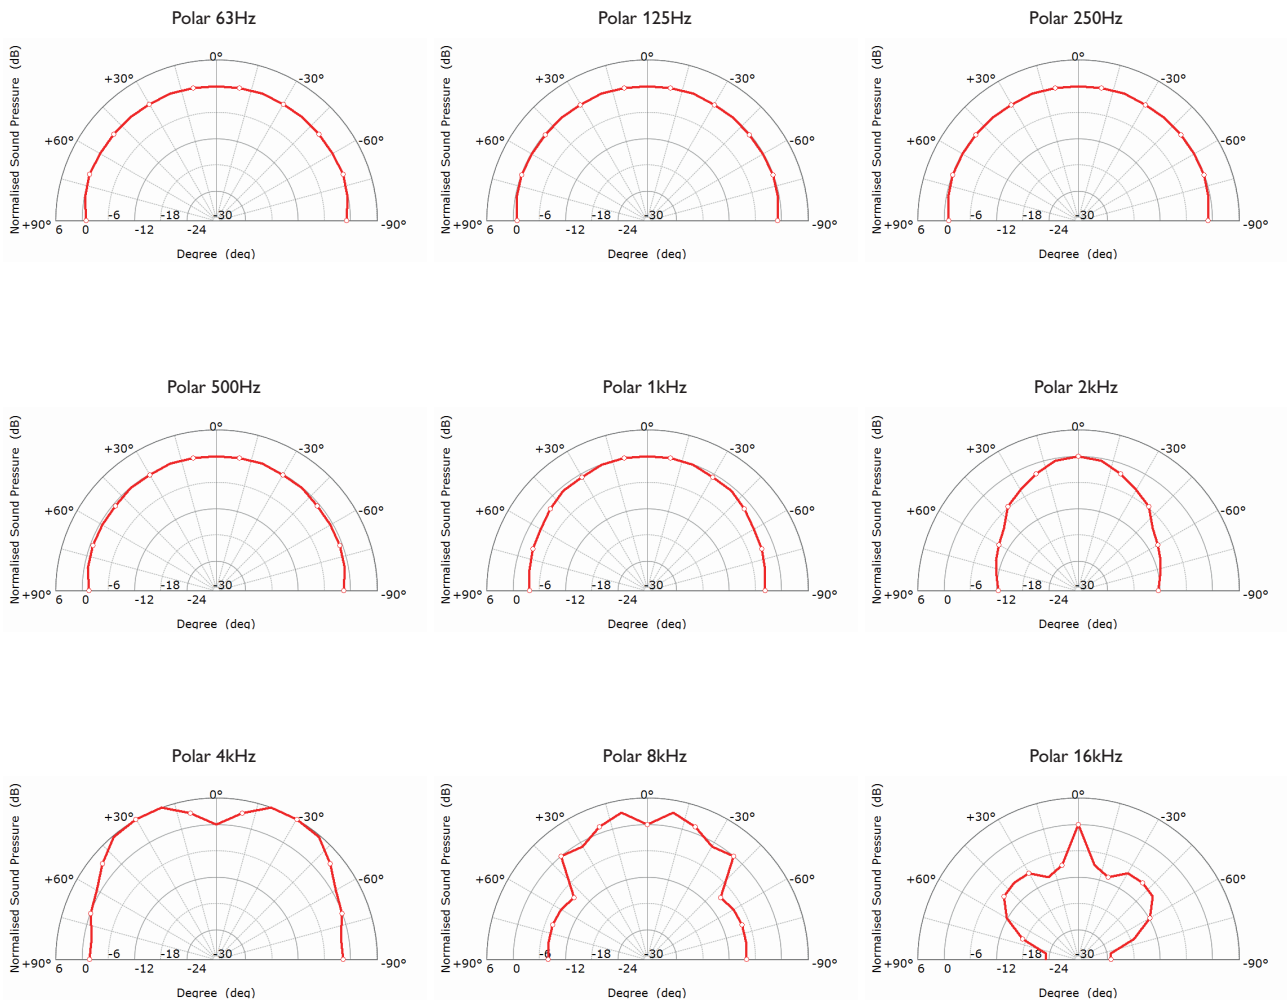 Polar 63Hz
Polar 125Hz
Polar 250Hz
Normalised Sound Pressure (dB)
0°
+30°
-30°
+60°
-60°
-6 -18 -30
+90°
-90°
6 0 -12 -24
Degree (deg)
Normalised Sound Pressure (dB)
0°
+30°
-30°
+60°
-60°
-6 -18 -30
+90°
-90°
6 0 -12 -24
Degree (deg)
Normalised Sound Pressure (dB)
0°
+30°
-30°
+60°
-60°
-6 -18 -30
+90°
-90°
6 0 -12 -24
Degree (deg)
Polar 500Hz
Polar 1kHz
Polar 2kHz
Normalised Sound Pressure (dB)
0°
+30°
-30°
+60°
-60°
-6 -18 -30
+90°
-90°
6 0 -12 -24
Degree (deg)
Normalised Sound Pressure (dB)
0°
+30°
-30°
+60°
-60°
-6 -18 -30
+90°
-90°
6 0 -12 -24
Degree (deg)
Normalised Sound Pressure (dB)
0°
+30°
-30°
+60°
-60°
-6 -18 -30
+90°
-90°
6 0 -12 -24
Degree (deg)
Polar 4kHz
Polar 8kHz
Polar 16kHz
Normalised Sound Pressure (dB)
0°
+30°
-30°
+60°
-60°
-6 -18 -30
+90°
-90°
6 0 -12 -24
Degree (deg)
Normalised Sound Pressure (dB)
0°
+30°
-30°
+60°
-60°
-6 -18 -30
+90°
-90°
6 0 -12 -24
Degree (deg)
Normalised Sound Pressure (dB)
0°
+30°
-30°
+60°
-60°
-6 -18 -30
+90°
-90°
6 0 -12 -24
Degree (deg)